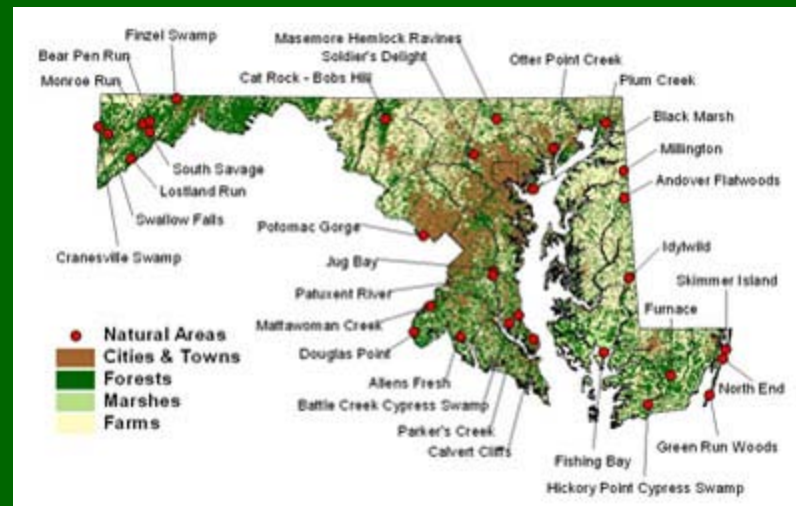 Finzel Swamp
Bear Pen Run
Monroe Run
Masemore Hemlock Ravines
Soldier's Delight
Cat Rock - Bobs Hill
Otter Point Creek
Plum Creek
Black Marsh
Millington
Andover Flatwoods
South Savage
Lostland Run
Swallow Falls
Cranesville Swamp
Potomac Gorge
Jug Bay
Patuxent River
Mattawoman Creek
Douglas Point
Allens Fresh
Battle Creek Cypress Swamp
Parker's Creek
Calvert Cliffs
Idylwild
Skimmer Island
Furnace
North End
Green Run Woods
Fishing Bay
Hickory Point Cypress Swamp
Natural Areas
Cities & Towns
Forests
Marshes
Farms